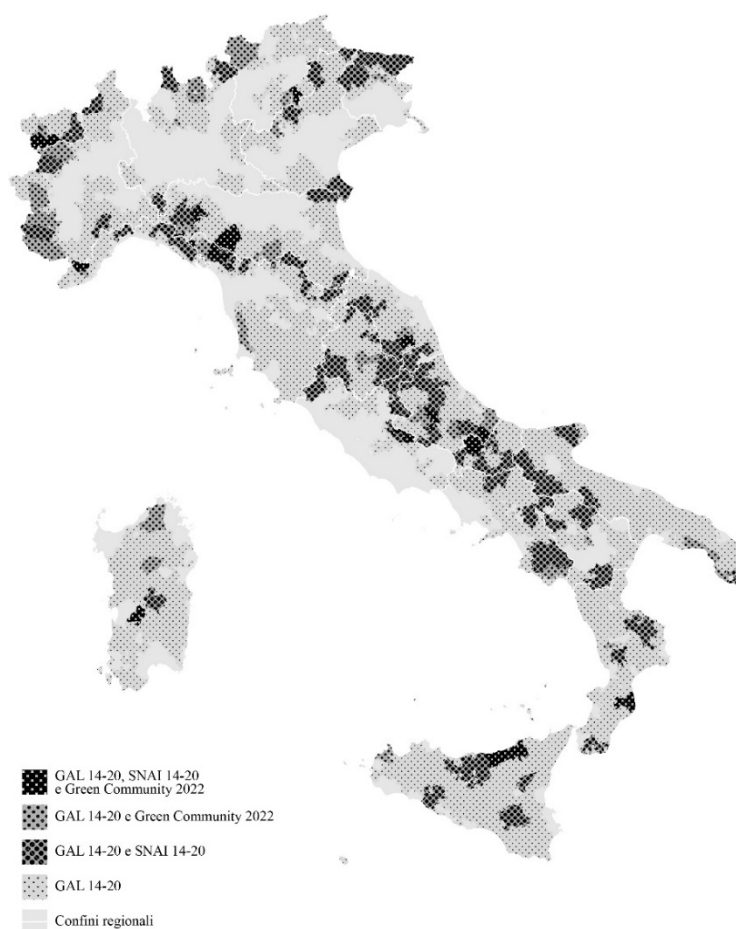 GAL 14-20, SNAI 14-20
e Green Community 2022
GAL 14-20 e Green Community 2022
GAL 14-20 e SNAI 14-20
GAL 14-20
Confini regionali